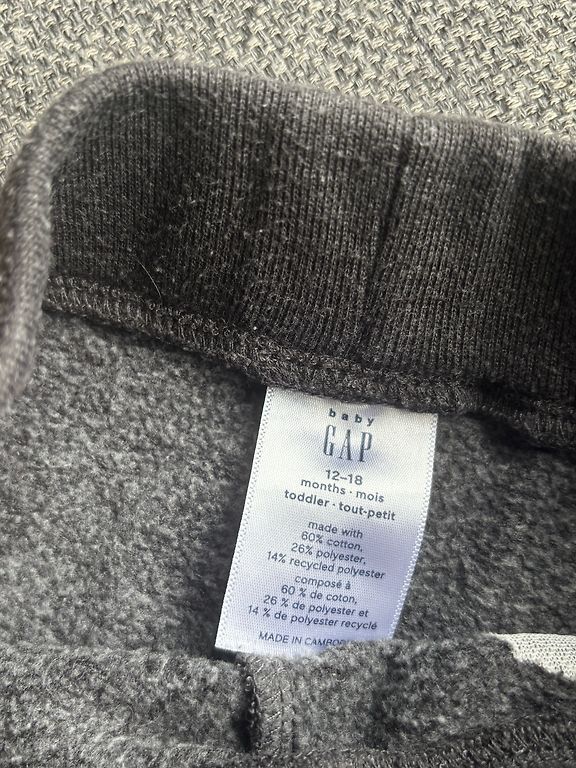 baby
GAP
12–18
months · mois
toddler · tout-petit
made with
60% cotton,
26% polyester,
14% recycled polyester
composé à
60 % de coton,
26 % de polyester et
14 % de polyester recyclé
MADE IN